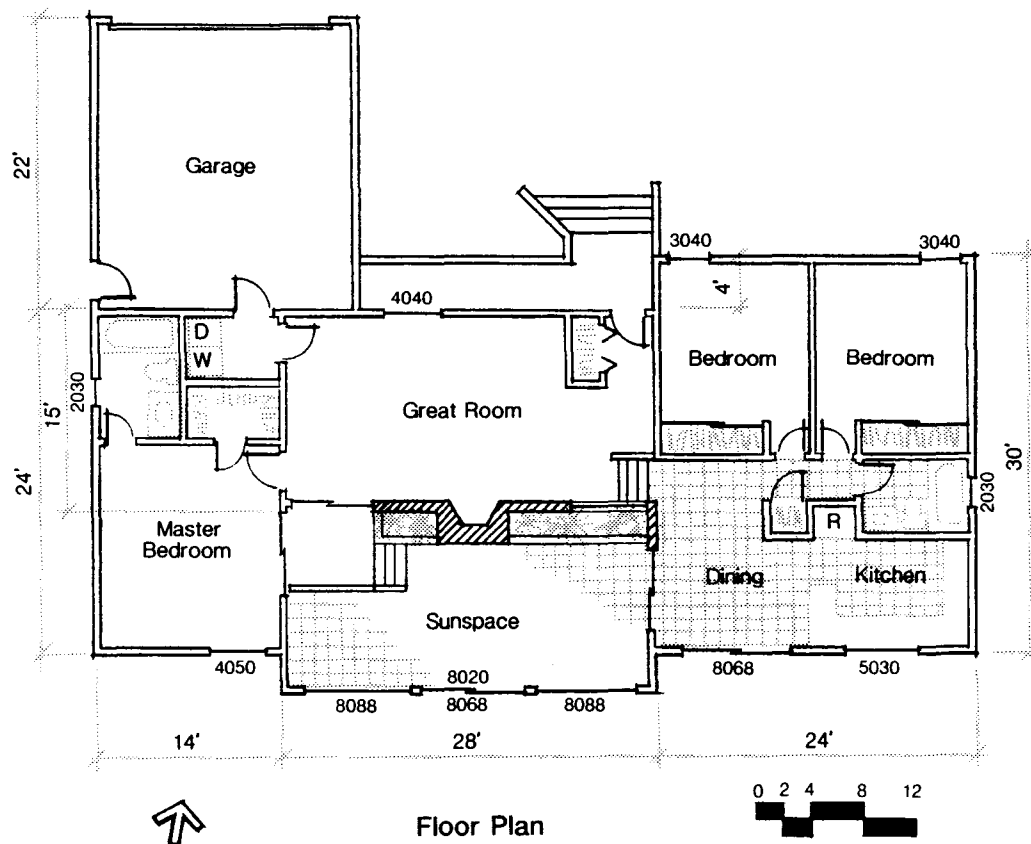 22'
Garage
3040
3040
4'
4040
D
W
Bedroom
Bedroom
2030
15'
Great Room
30'
24'
2030
Master
Bedroom
R
Dining
Kitchen
Sunspace
4050
8020
8068
5030
8088
8068
8088
14'
28'
24'
0 2 4 8 12
Floor Plan